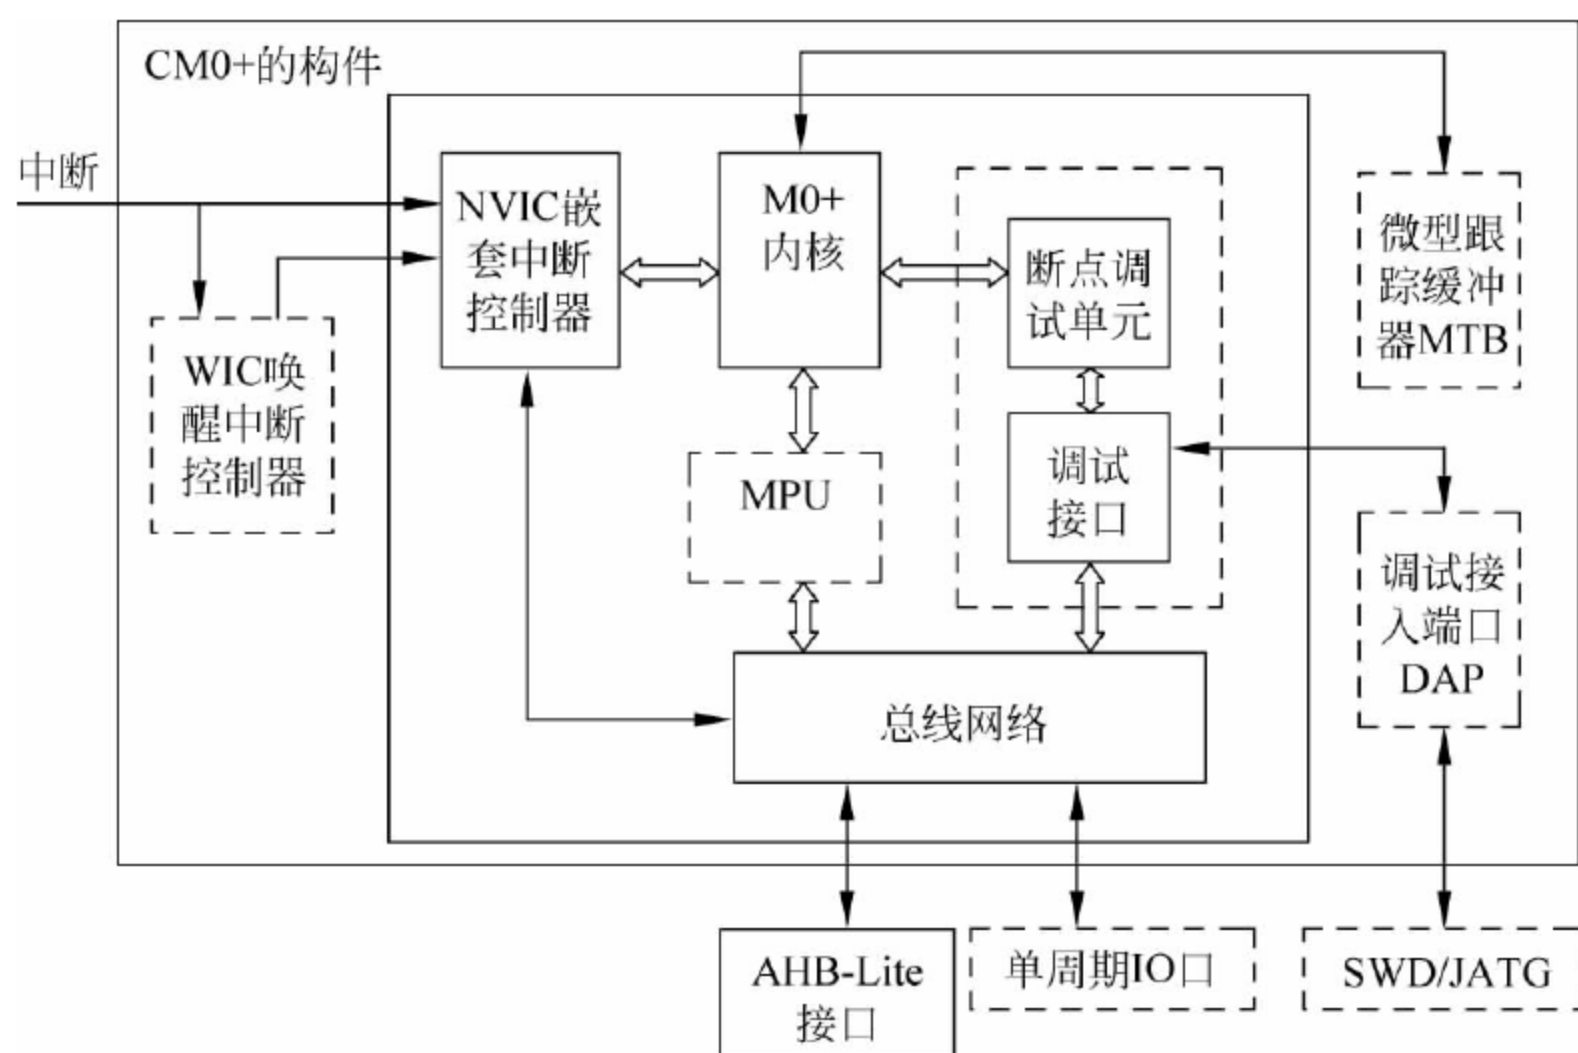 CM0+的构件
中断
NVIC嵌
套中断
控制器
M0+
内核
断点调
试单元
微型跟
踪缓冲
器MTB
WIC唤
醒中断
控制器
MPU
调试
接口
调试接
入端口
DAP
总线网络
AHB-Lite
接口
单周期IO口
SWD/JATG